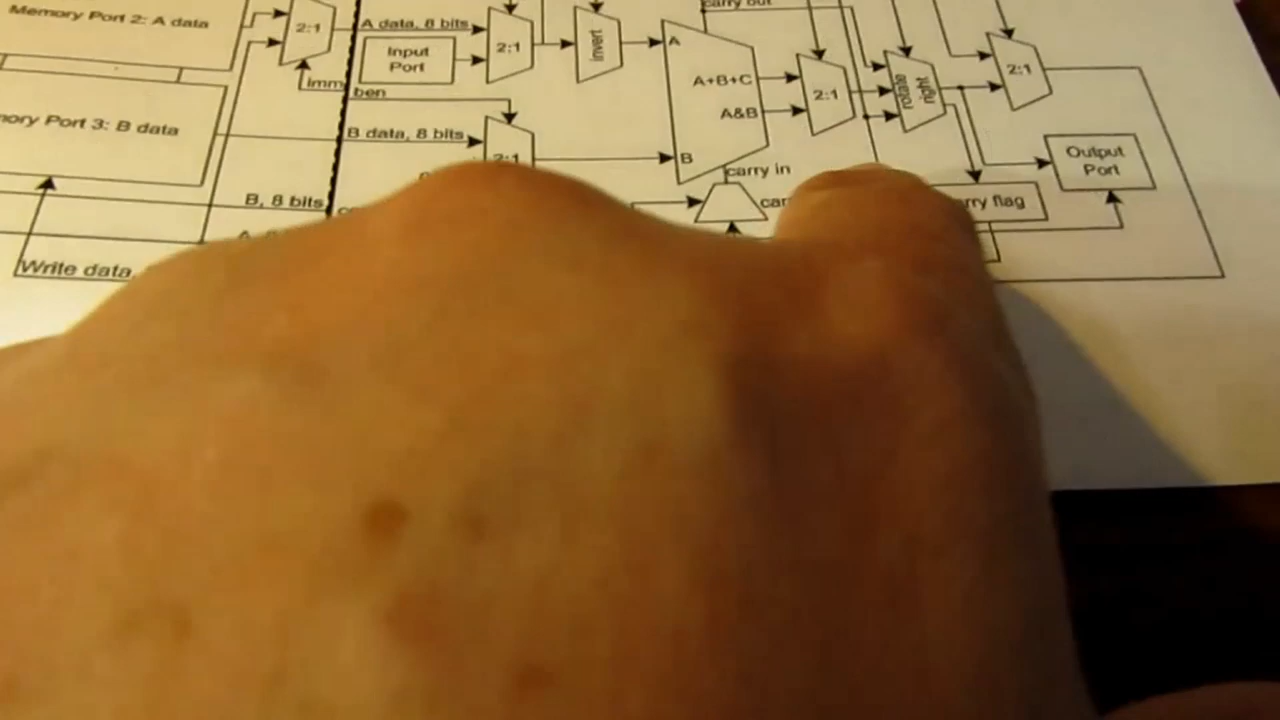 Memory Port 2: A data
2:1
A data, 8 bits
Input
Port
2:1
invert
A
carry out
A+B+C
A&B
2:1
rotate
right
2:1
imm
ben
Port 3: B data
B data, 8 bits
2:1
B
carry in
Output
Port
B, 8 bits
flag
Write data